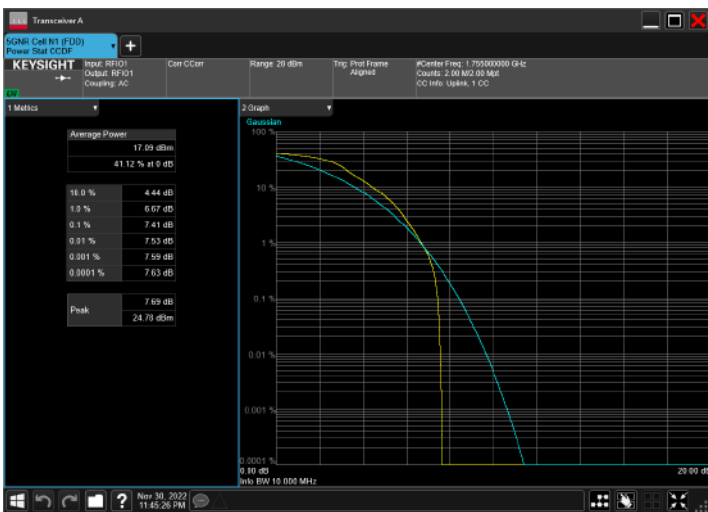 Transceiver A
5GNR Cell N1 (FDD)
Power Stat CCDF
KEYSIGHT
Input: RFIO1
Output: RFIO1
Coupling: AC
Corr CCorr
Range: 20 dBm
Trig: Prot Frame
Aligned
#Center Freq: 1.755000000 GHz
Counts: 2.00 M/2.00 Mpt
CC Info: Uplink, 1 CC
1 Metrics
Average Power
17.09 dBm
41.12 % at 0 dB
10.0 % 4.44 dB
1.0 % 6.67 dB
0.1 % 7.41 dB
0.01 % 7.53 dB
0.001 % 7.59 dB
0.0001 % 7.63 dB
Peak
7.69 dB
24.78 dBm
2 Graph
Gaussian
100 %
10 %
1 %
0.1 %
0.01 %
0.001 %
0.0001 %
0.00 dB
20.00 dB
Info BW 10.000 MHz
Nov 30, 2022
11:45:26 PM